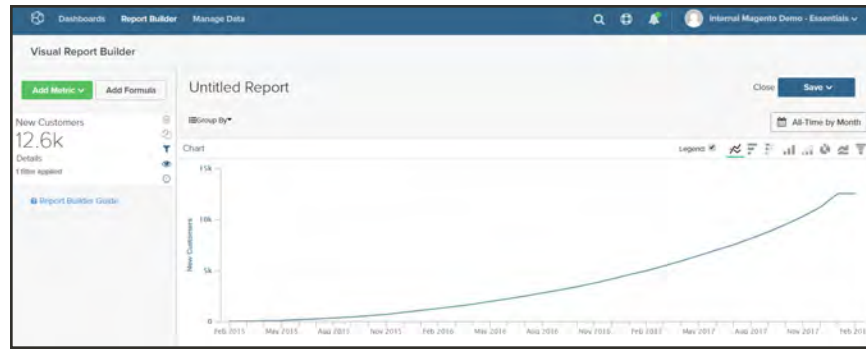 Dashboards Report Builder Manage Data Internal Magento Demo - Essentials
Visual Report Builder
Add Metric Add Formula Untitled Report Close Save
New Customers
12.6k
Details
1 filter applied
Group By
All-Time by Month
Chart Legend
Report Builder Guide
15k
10k
5k
0
New Customers
Feb 2015 May 2015 Aug 2015 Nov 2015 Feb 2016 May 2016 Aug 2016 Nov 2016 Feb 2017 May 2017 Aug 2017 Nov 2017 Feb 201